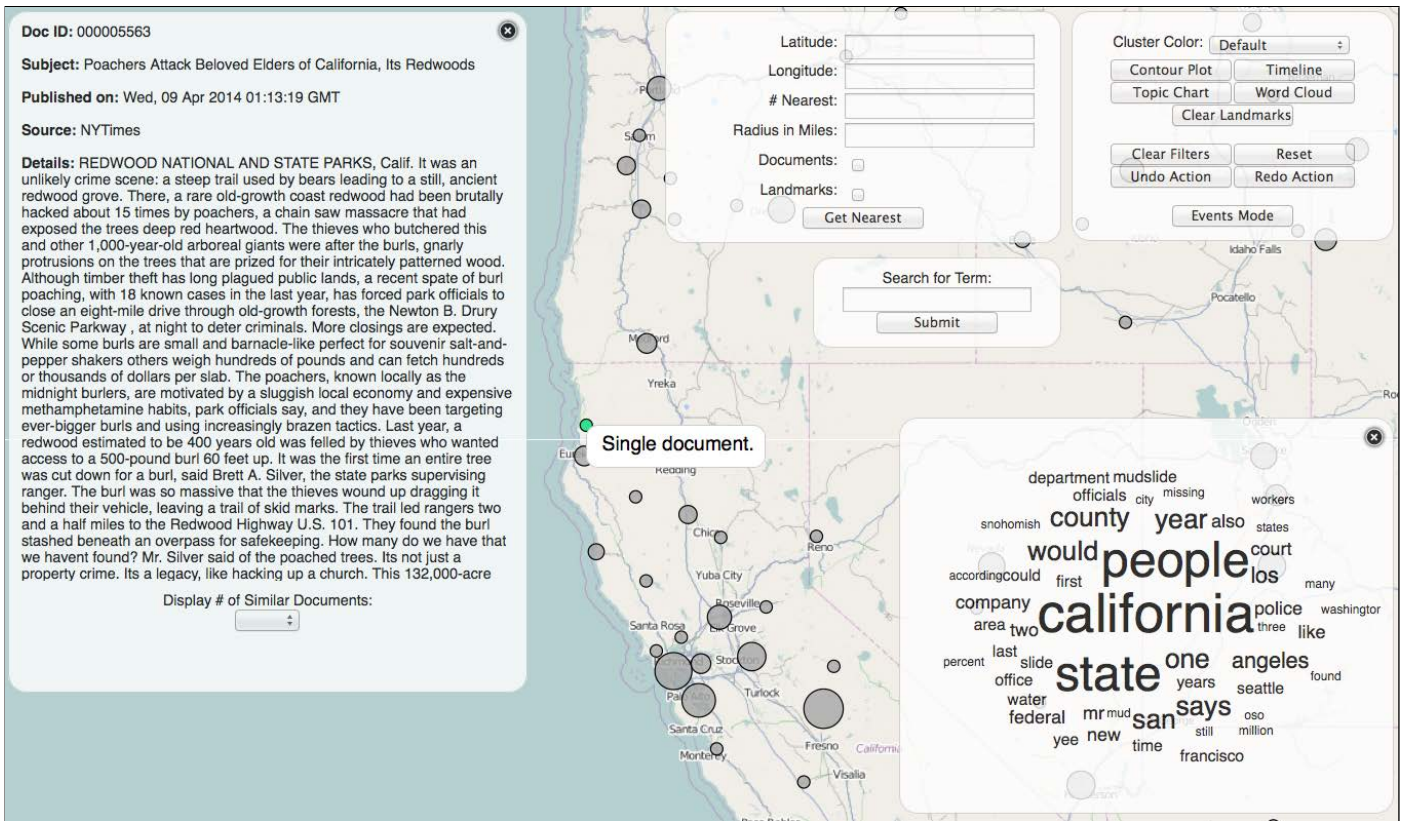 Doc ID: 000005563
Subject: Poachers Attack Beloved Elders of California, Its Redwoods
Published on: Wed, 09 Apr 2014 01:13:19 GMT
Source: NYTimes
Details: REDWOOD NATIONAL AND STATE PARKS, Calif. It was an
unlikely crime scene: a steep trail used by bears leading to a still, ancient
redwood grove. There, a rare old-growth coast redwood had been brutally
hacked about 15 times by poachers, a chain saw massacre that had
exposed the trees deep red heartwood. The thieves who butchered this
and other 1,000-year-old arboreal giants were after the burls, gnarly
protrusions on the trees that are prized for their intricately patterned wood.
Although timber theft has long plagued public lands, a recent spate of burl
poaching, with 18 known cases in the last year, has forced park officials to
close an eight-mile drive through old-growth forests, the Newton B. Drury
Scenic Parkway , at night to deter criminals. More closings are expected.
While some burls are small and barnacle-like perfect for souvenir salt-and-
pepper shakers others weigh hundreds of pounds and can fetch hundreds
or thousands of dollars per slab. The poachers, known locally as the
midnight burlers, are motivated by a sluggish local economy and expensive
methamphetamine habits, park officials say, and they have been targeting
ever-bigger burls and using increasingly brazen tactics. Last year, a
redwood estimated to be 400 years old was felled by thieves who wanted
access to a 500-pound burl 60 feet up. It was the first time an entire tree
was cut down for a burl, said Brett A. Silver, the state parks supervising
ranger. The burl was so massive that the thieves wound up dragging it
behind their vehicle, leaving a trail of skid marks. The trail led rangers two
and a half miles to the Redwood Highway U.S. 101. They found the burl
stashed beneath an overpass for safekeeping. How many do we have that
we havent found? Mr. Silver said of the poached trees. Its not just a
property crime. Its a legacy, like hacking up a church. This 132,000-acre
Display # of Similar Documents:
Latitude:
Longitude:
# Nearest:
Radius in Miles:
Documents:
Landmarks:
Get Nearest
Search for Term:
Submit
Cluster Color: Default
Contour Plot Timeline
Topic Chart Word Cloud
Clear Landmarks
Clear Filters Reset
Undo Action Redo Action
Events Mode
Idaho Falls
Pocatello
Yreka
Single document.
Redding
Chico
Reno
Yuba City
Roseville
Elk Grove
Santa Rosa
Stockton
Turlock
Santa Cruz
Fresno
Monterey
Visalia
department mudslide
officials city missing workers
snohomish county year also states
would people court
according could first los many
company california police washingtor
area two three like
last
percent slide state one angeles
office years seattle found
water
federal mr mud san says oso
yee new time still million
francisco